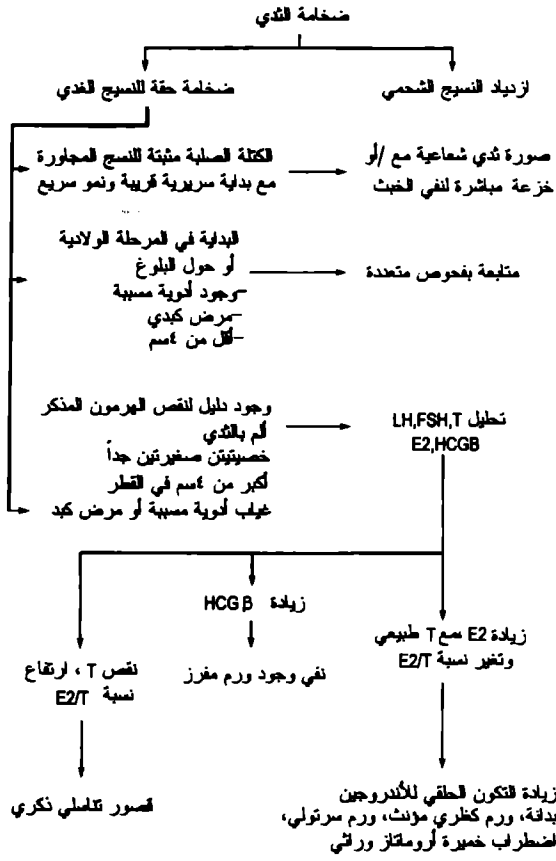 ضخامة الثدي
ضخامة حقة للنسيج الغدي
ازدياد النسيج الشحمي
الكتلة الصلبة مثبتة للنسج المجاورة
مع بداية سريرية قريبة ونمو سريع
صورة ثدي شعاعية مع /أو
خزعة مباشرة لنفي الخبث
البداية في المرحلة الولادية
أو حول البلوغ
–وجود أدوية مسببة
–مرض كبدي
–أقل من ٤سم
متابعة بفحوص متعددة
وجود دليل لنقص الهرمون المذكر
ألم بالثدي
خصيتيتن صغيرتين جداً
أكبر من ٤سم في القطر
غياب أدوية مسببة أو مرض كبد
تحليل LH,FSH,T
E2,HCGB
زيادة HCG β
نفي وجود ورم مفرز
زيادة E2 مع T طبيعي
وتغير نسبة E2/T
نقص T ، ارتفاع
نسبة E2/T
قصور تناسلي ذكري
زيادة التكون الحلقي للأندروجين
بدانة، ورم كظري مؤنث، ورم سرتولي،
اضطراب خميرة أروماتاز وراثي